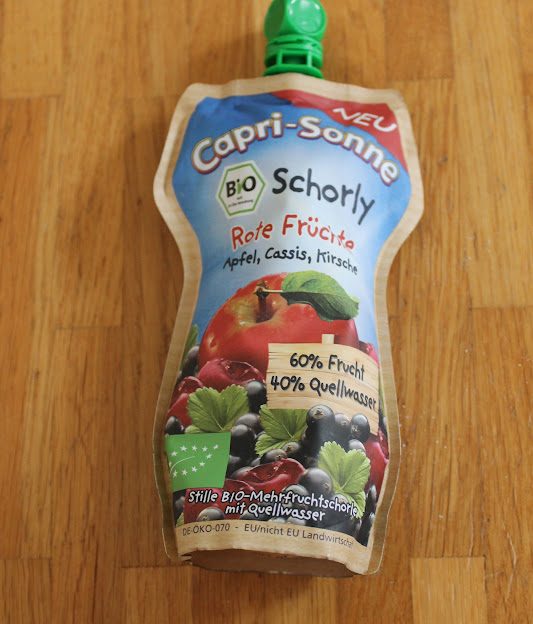 NEU
Capri-Sonne
BiO
Schorly
Rote Früchte
Apfel, Cassis, Kirsche
60% Frucht
40% Quellwasser
Stille BIO-Mehrfruchtschorle
mit Quellwasser
DE-ÖKO-070 - EU/nicht EU Landwirtschaft